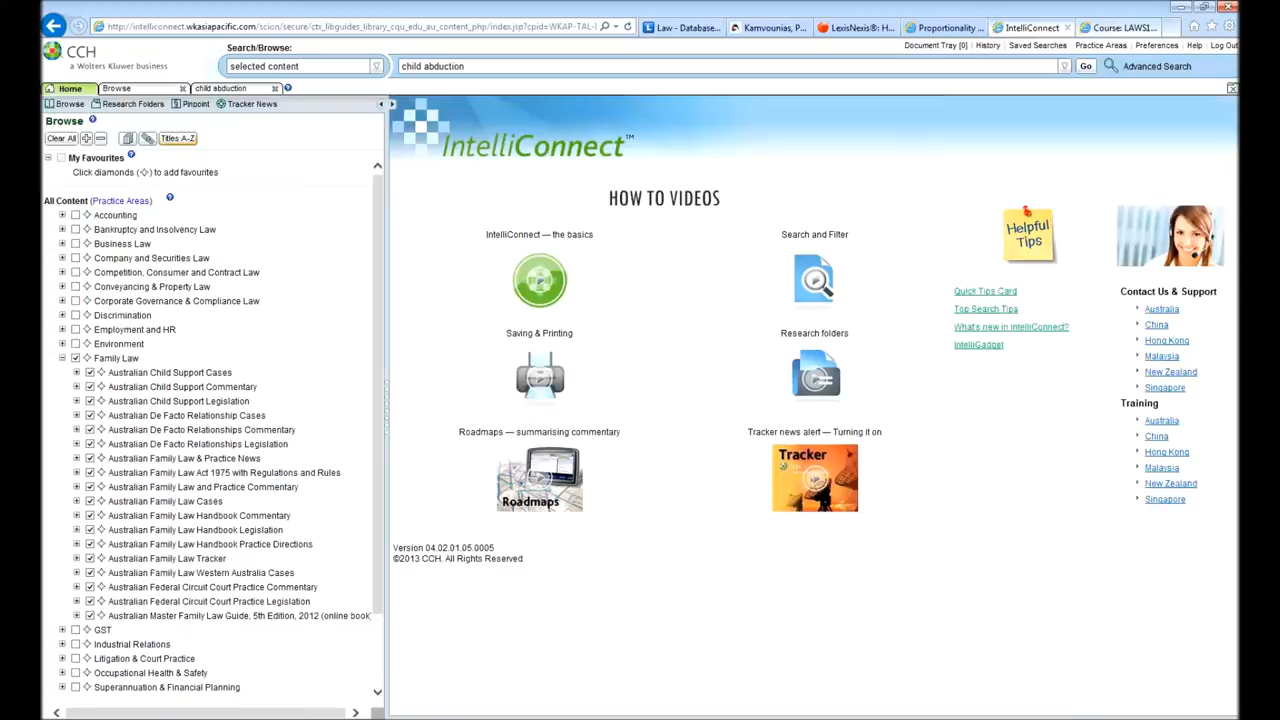 http://intelliconnect.wkasiapacific.com/scion/secure/ctx_libguides_library_cqu_edu_au_content_php/index.jsp?cpid=WKAP-TAL-I
Law - Database...
Kamvounias, P...
LexisNexis®: H...
Proportionality ...
IntelliConnect
Course: LAWS1...
CCH
a Wolters Kluwer business
Search/Browse:
Document Tray [0] | History | Saved Searches | Practice Areas | Preferences | Help | Log Out
selected content
child abduction
Go
Advanced Search
Home
Browse
child abduction
Browse
Research Folders
Pinpoint
Tracker News
Browse
Clear All
Titles A-Z
My Favourites
Click diamonds ( ) to add favourites
All Content (Practice Areas)
Accounting
Bankruptcy and Insolvency Law
Business Law
Company and Securities Law
Competition, Consumer and Contract Law
Conveyancing & Property Law
Corporate Governance & Compliance Law
Discrimination
Employment and HR
Environment
Family Law
Australian Child Support Cases
Australian Child Support Commentary
Australian Child Support Legislation
Australian De Facto Relationship Cases
Australian De Facto Relationships Commentary
Australian De Facto Relationships Legislation
Australian Family Law & Practice News
Australian Family Law Act 1975 with Regulations and Rules
Australian Family Law and Practice Commentary
Australian Family Law Cases
Australian Family Law Handbook Commentary
Australian Family Law Handbook Legislation
Australian Family Law Handbook Practice Directions
Australian Family Law Tracker
Australian Family Law Western Australia Cases
Australian Federal Circuit Court Practice Commentary
Australian Federal Circuit Court Practice Legislation
Australian Master Family Law Guide, 5th Edition, 2012 (online book
GST
Industrial Relations
Litigation & Court Practice
Occupational Health & Safety
Superannuation & Financial Planning
IntelliConnect™
HOW TO VIDEOS
IntelliConnect — the basics
Search and Filter
Saving & Printing
Research folders
Roadmaps — summarising commentary
Tracker news alert — Turning it on
Roadmaps
Tracker
Version 04.02.01.05.0005
©2013 CCH. All Rights Reserved
Helpful
Tips
Quick Tips Card
Top Search Tips
What's new in IntelliConnect?
IntelliGadget
Contact Us & Support
Australia
China
Hong Kong
Malaysia
New Zealand
Singapore
Training
Australia
China
Hong Kong
Malaysia
New Zealand
Singapore